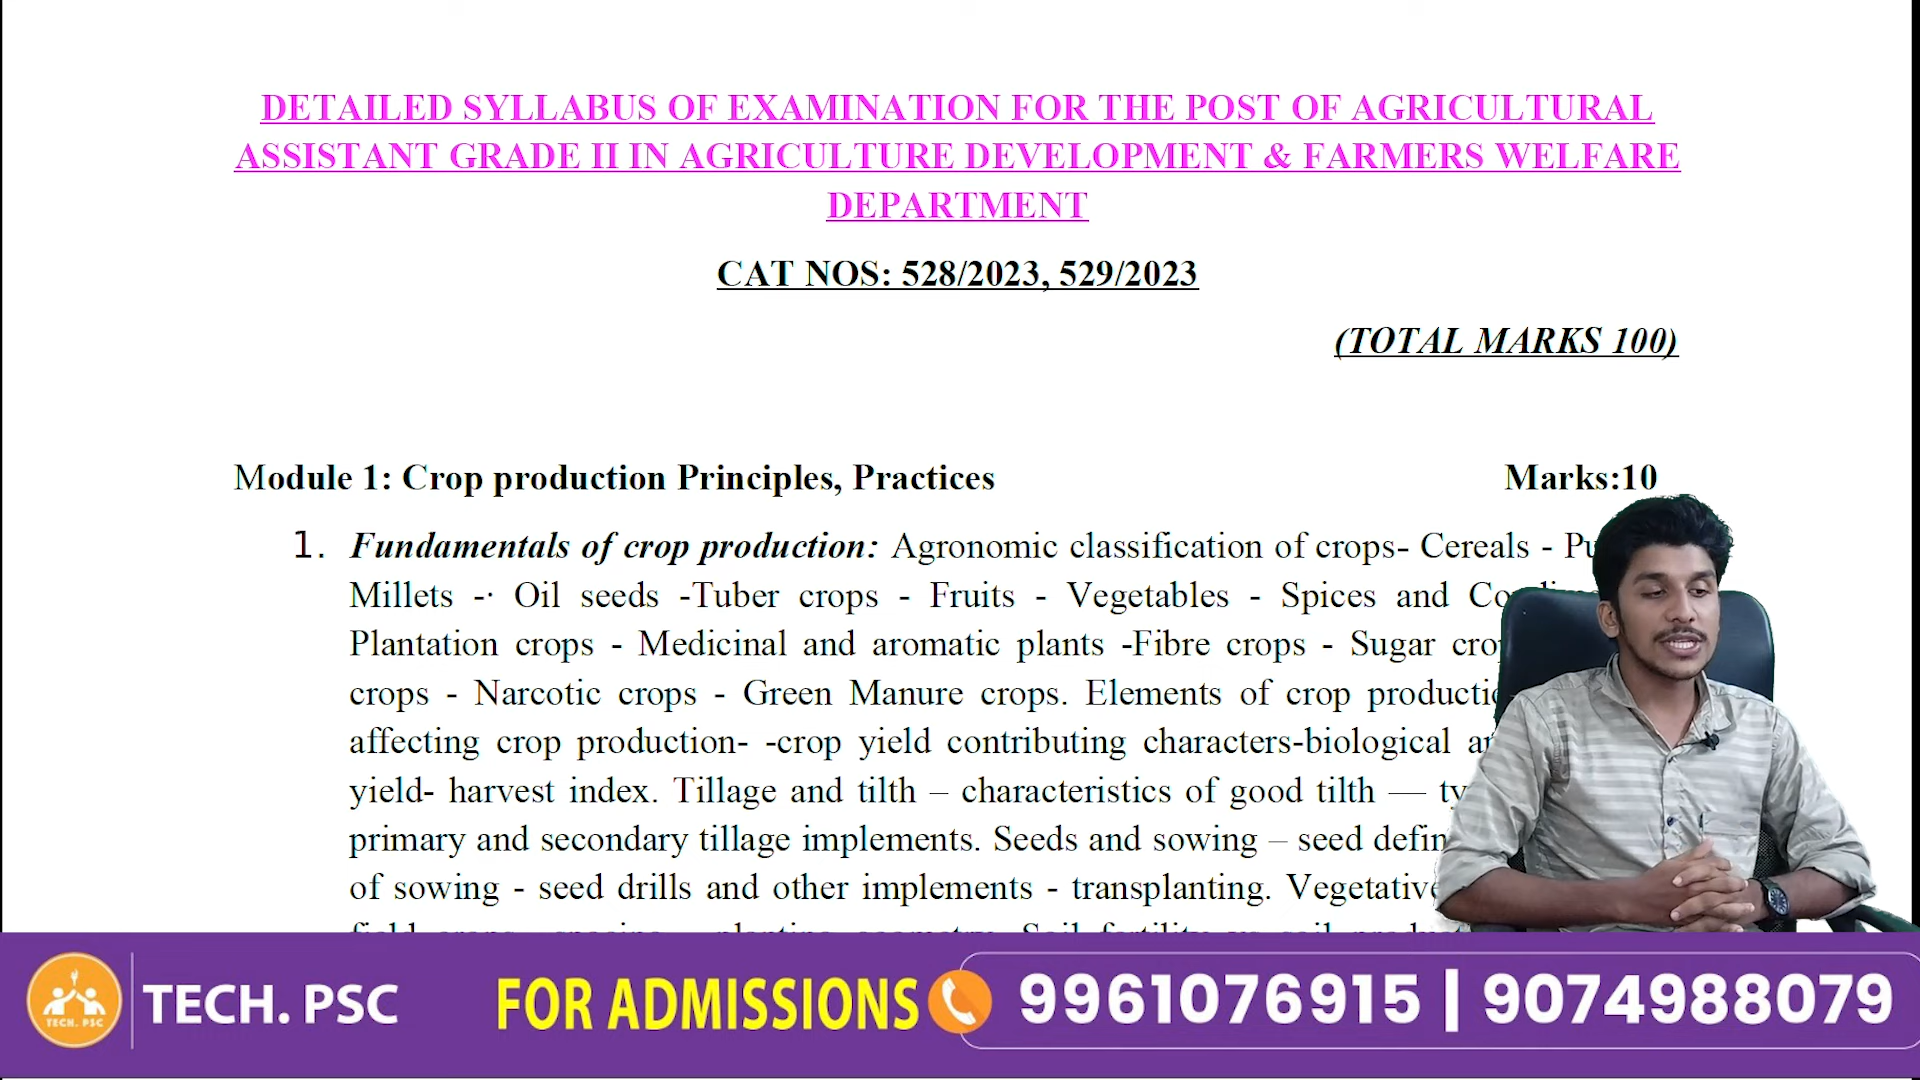 DETAILED SYLLABUS OF EXAMINATION FOR THE POST OF AGRICULTURAL
ASSISTANT GRADE II IN AGRICULTURE DEVELOPMENT & FARMERS WELFARE
DEPARTMENT
CAT NOS: 528/2023, 529/2023
(TOTAL MARKS 100)
Module 1: Crop production Principles, Practices Marks:10
1. Fundamentals of crop production: Agronomic classification of crops- Cereals -
Millets -· Oil seeds -Tuber crops - Fruits - Vegetables - Spices and
Plantation crops - Medicinal and aromatic plants -Fibre crops - Sugar
crops - Narcotic crops - Green Manure crops. Elements of crop
affecting crop production- -crop yield contributing characters-biological
yield- harvest index. Tillage and tilth – characteristics of good tilth —
primary and secondary tillage implements. Seeds and sowing – seed
of sowing - seed drills and other implements - transplanting. Vegetative
TECH. PSC
TECH. PSC FOR ADMISSIONS 9961076915 | 9074988079